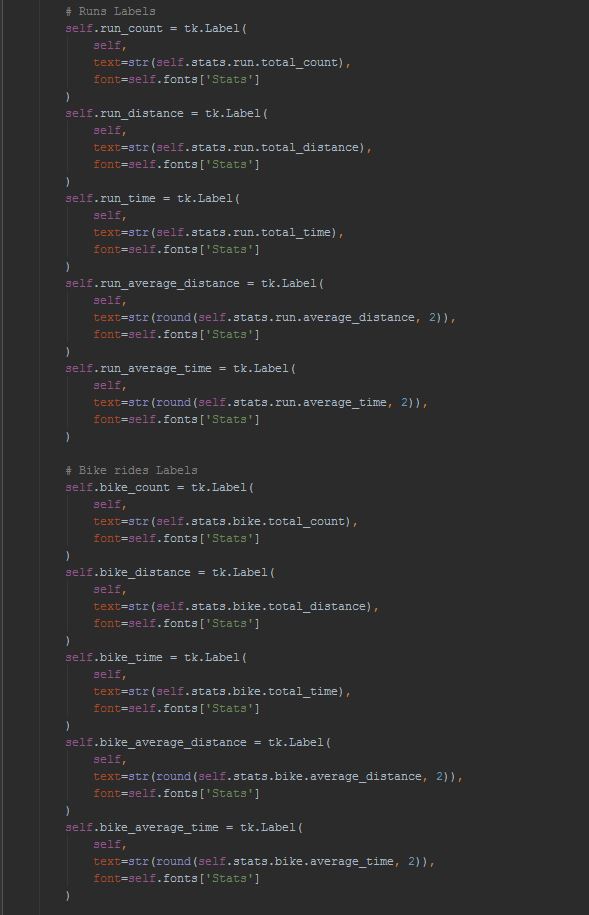 # Runs Labels
self.run_count = tk.Label(
    self,
    text=str(self.stats.run.total_count),
    font=self.fonts['Stats']
)
self.run_distance = tk.Label(
    self,
    text=str(self.stats.run.total_distance),
    font=self.fonts['Stats']
)
self.run_time = tk.Label(
    self,
    text=str(self.stats.run.total_time),
    font=self.fonts['Stats']
)
self.run_average_distance = tk.Label(
    self,
    text=str(round(self.stats.run.average_distance, 2)),
    font=self.fonts['Stats']
)
self.run_average_time = tk.Label(
    self,
    text=str(round(self.stats.run.average_time, 2)),
    font=self.fonts['Stats']
)

# Bike rides Labels
self.bike_count = tk.Label(
    self,
    text=str(self.stats.bike.total_count),
    font=self.fonts['Stats']
)
self.bike_distance = tk.Label(
    self,
    text=str(self.stats.bike.total_distance),
    font=self.fonts['Stats']
)
self.bike_time = tk.Label(
    self,
    text=str(self.stats.bike.total_time),
    font=self.fonts['Stats']
)
self.bike_average_distance = tk.Label(
    self,
    text=str(round(self.stats.bike.average_distance, 2)),
    font=self.fonts['Stats']
)
self.bike_average_time = tk.Label(
    self,
    text=str(round(self.stats.bike.average_time, 2)),
    font=self.fonts['Stats']
)